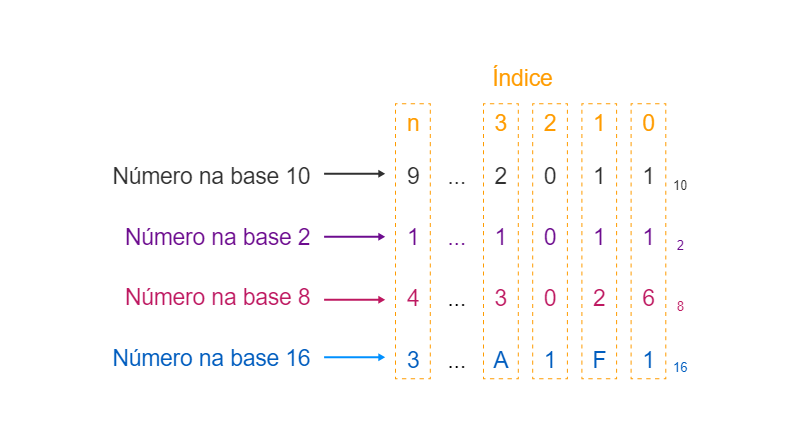 Índice
n 3 2 1 0
Número na base 10 9 ... 2 0 1 1 10
Número na base 2 1 ... 1 0 1 1 2
Número na base 8 4 ... 3 0 2 6 8
Número na base 16 3 ... A 1 F 1 16